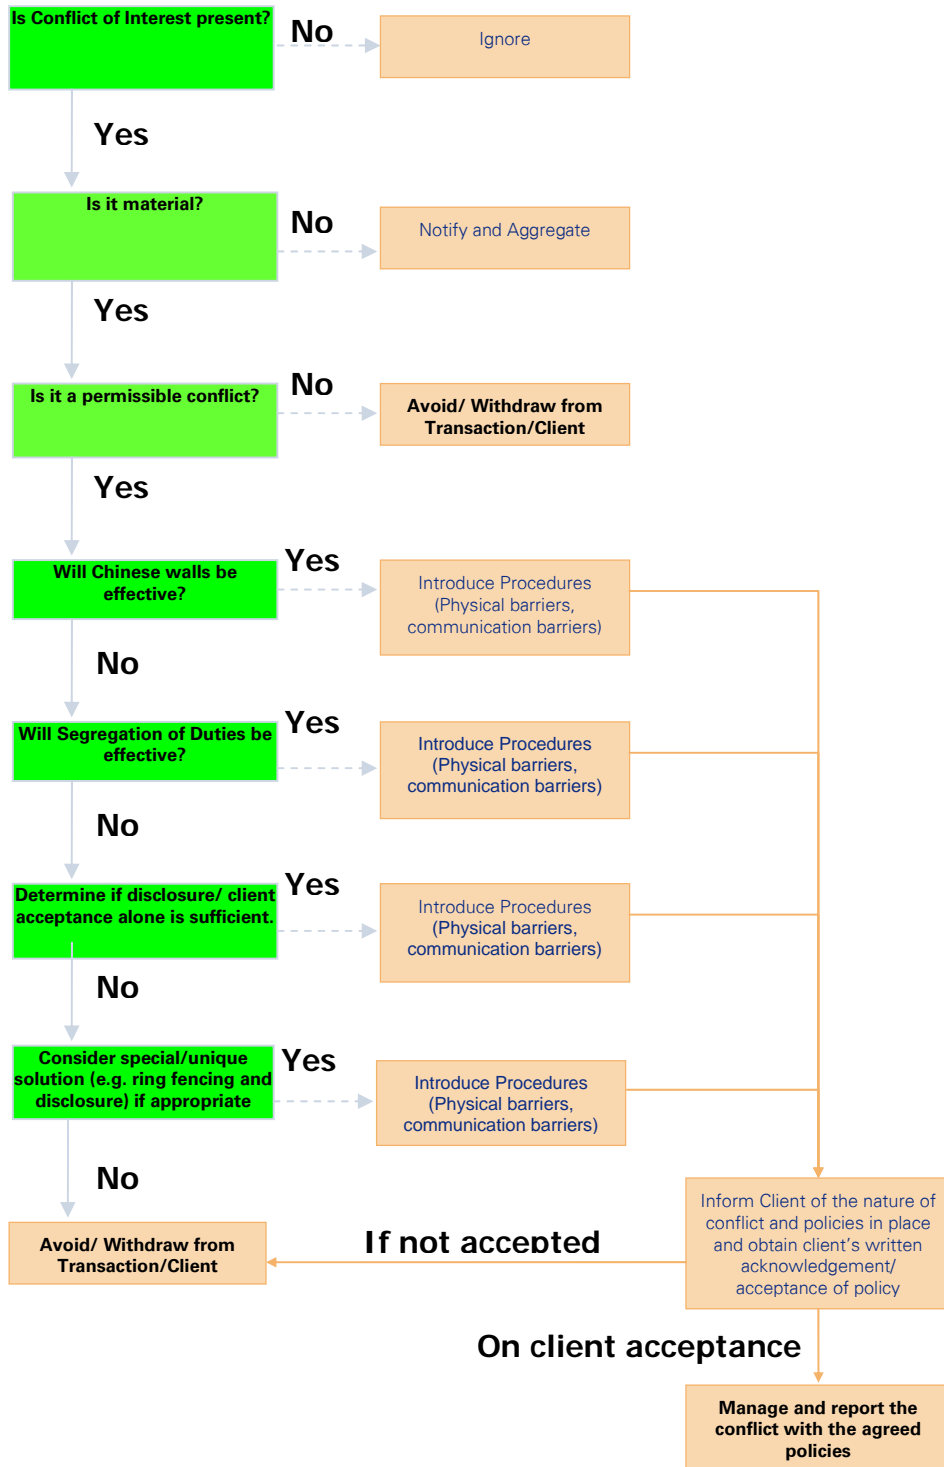 Is Conflict of Interest present?
No
Ignore
Yes
Is it material?
No
Notify and Aggregate
Yes
Is it a permissible conflict?
No
Avoid/ Withdraw from
Transaction/Client
Yes
Will Chinese walls be
effective?
Yes
Introduce Procedures
(Physical barriers,
communication barriers)
No
Will Segregation of Duties be
effective?
Yes
Introduce Procedures
(Physical barriers,
communication barriers)
No
Determine if disclosure/ client
acceptance alone is sufficient.
Yes
Introduce Procedures
(Physical barriers,
communication barriers)
No
Consider special/unique
solution (e.g. ring fencing and
disclosure) if appropriate
Yes
Introduce Procedures
(Physical barriers,
communication barriers)
No
Avoid/ Withdraw from
Transaction/Client
If not accepted
Inform Client of the nature of
conflict and policies in place
and obtain client's written
acknowledgement/
acceptance of policy
On client acceptance
Manage and report the
conflict with the agreed
policies